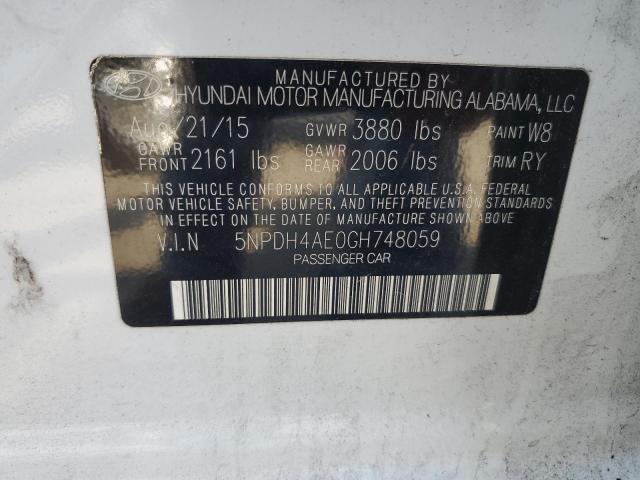 MANUFACTURED BY
HYUNDAI MOTOR MANUFACTURING ALABAMA, LLC
Aug/21/15 GVWR 3880 lbs PAINT W8
GAWR FRONT 2161 lbs GAWR REAR 2006 lbs TRIM RY
THIS VEHICLE CONFORMS TO ALL APPLICABLE U.S.A. FEDERAL
MOTOR VEHICLE SAFETY, BUMPER, AND THEFT PREVENTION STANDARDS
IN EFFECT ON THE DATE OF MANUFACTURE SHOWN ABOVE.
V.I.N 5NPDH4AE0GH748059
PASSENGER CAR